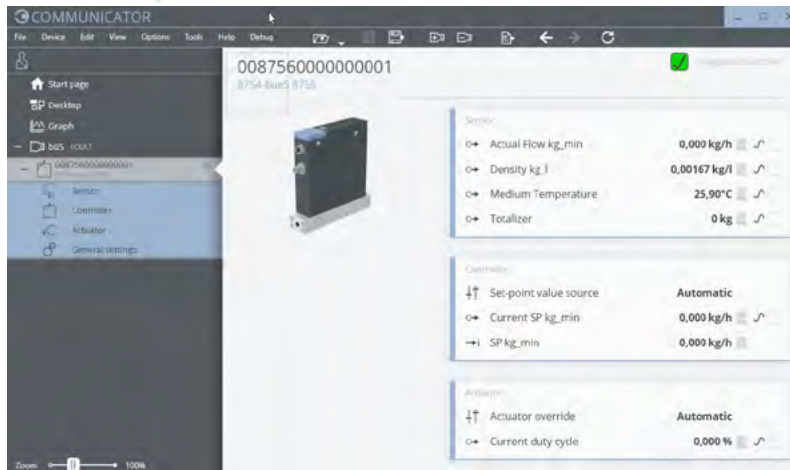 COMMUNICATOR
File Device Edit View Options Tools Help Debug
Start page
Desktop
Graph
büS
0087560000000001
Sensor
Controller
Actuator
General settings
Zoom 100%
0087560000000001
Sensor
Actual Flow kg_min 0,000 kg/h
Density kg_l 0,00167 kg/l
Medium Temperature 25,90°C
Totalizer 0 kg
Controller
Set-point value source Automatic
Current SP kg_min 0,000 kg/h
SP kg_min 0,000 kg/h
Actuator
Actuator override Automatic
Current duty cycle 0,000 %